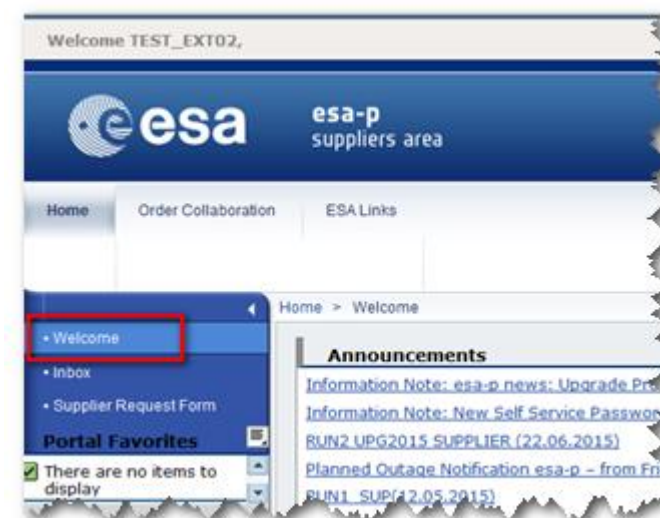 Welcome TEST_EXT02,
esa
esa-p
suppliers area
Home Order Collaboration ESA Links
Home > Welcome
• Welcome
• Inbox
• Supplier Request Form
Portal Favorites
There are no items to
display
Announcements
Information Note: esa-p news: Upgrade
Information Note: New Self Service
RUN2 UPG2015 SUPPLIER (22.06.2015)
Planned Outage Notification esa-p – from
RUN1_SUP(12.05.2015)